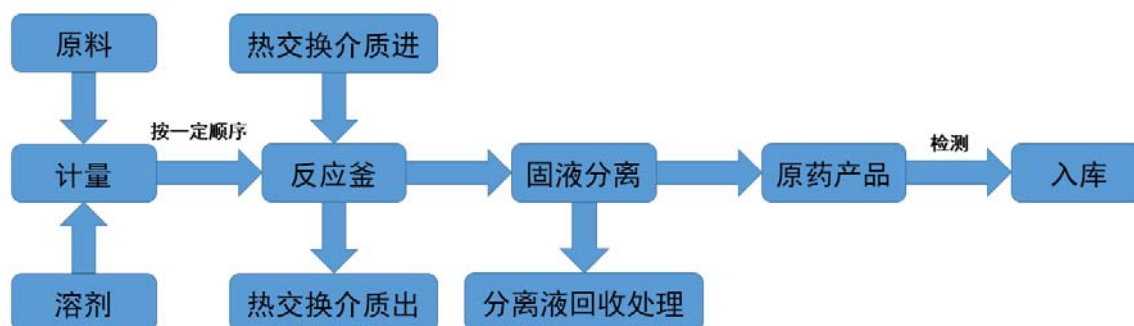 原料
热交换介质进
按一定顺序
检测
计量
反应釜
固液分离
原药产品
入库
溶剂
热交换介质出
分离液回收处理